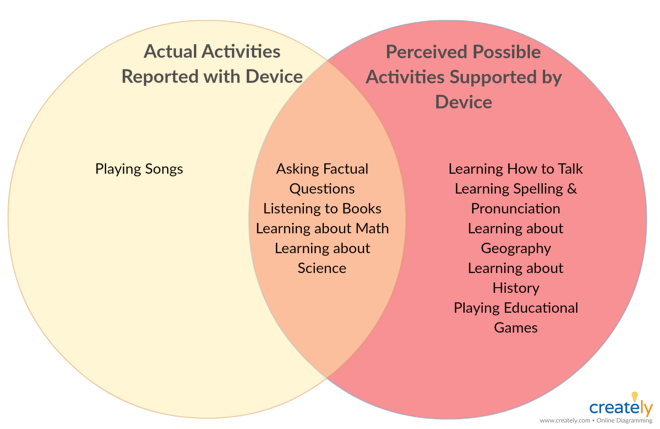 Actual Activities
Reported with Device
Perceived Possible
Activities Supported by
Device
Playing Songs
Asking Factual
Questions
Listening to Books
Learning about Math
Learning about
Science
Learning How to Talk
Learning Spelling &
Pronunciation
Learning about
Geography
Learning about
History
Playing Educational
Games
creately
www.creately.com • Online Diagramming